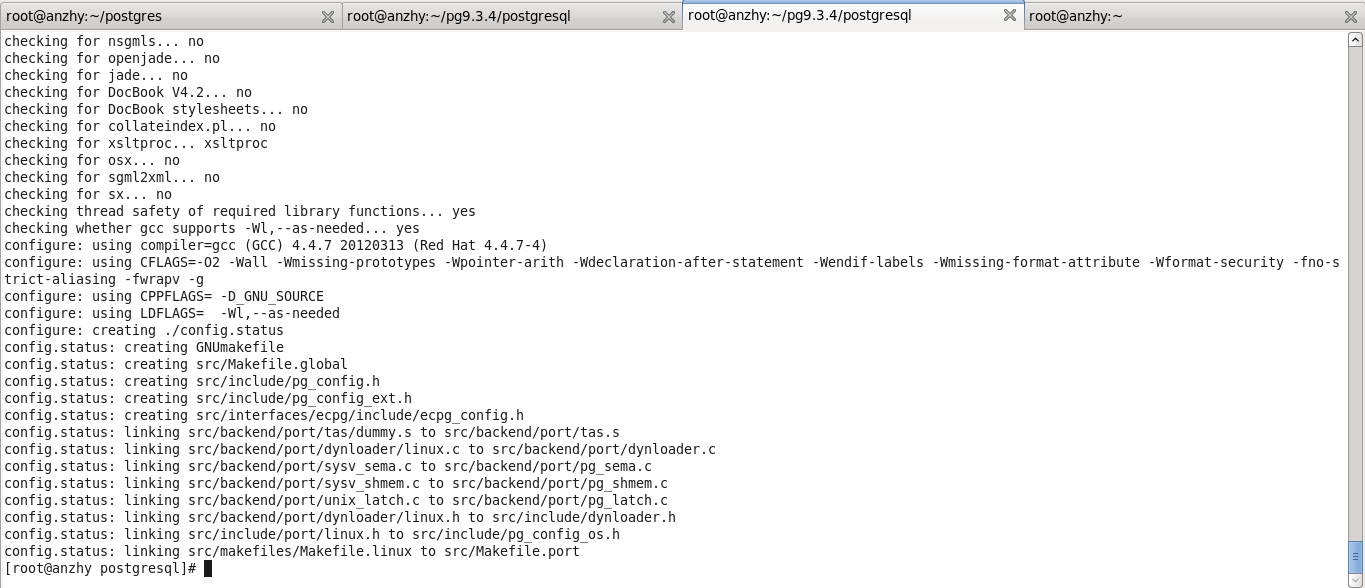 root@anzhy:~/postgres
root@anzhy:~/pg9.3.4/postgresql
root@anzhy:~/pg9.3.4/postgresql
root@anzhy:~
checking for nsgmls... no
checking for openjade... no
checking for jade... no
checking for DocBook V4.2... no
checking for DocBook stylesheets... no
checking for collateindex.pl... no
checking for xsltproc... xsltproc
checking for osx... no
checking for sgml2xml... no
checking for sx... no
checking thread safety of required library functions... yes
checking whether gcc supports -Wl,--as-needed... yes
configure: using compiler=gcc (GCC) 4.4.7 20120313 (Red Hat 4.4.7-4)
configure: using CFLAGS=-O2 -Wall -Wmissing-prototypes -Wpointer-arith -Wdeclaration-after-statement -Wendif-labels -Wmissing-format-attribute -Wformat-security -fno-s
trict-aliasing -fwrapv -g
configure: using CPPFLAGS= -D_GNU_SOURCE
configure: using LDFLAGS=  -Wl,--as-needed
configure: creating ./config.status
config.status: creating GNUmakefile
config.status: creating src/Makefile.global
config.status: creating src/include/pg_config.h
config.status: creating src/include/pg_config_ext.h
config.status: creating src/interfaces/ecpg/include/ecpg_config.h
config.status: linking src/backend/port/tas/dummy.s to src/backend/port/tas.s
config.status: linking src/backend/port/dynloader/linux.c to src/backend/port/dynloader.c
config.status: linking src/backend/port/sysv_sema.c to src/backend/port/pg_sema.c
config.status: linking src/backend/port/sysv_shmem.c to src/backend/port/pg_shmem.c
config.status: linking src/backend/port/unix_latch.c to src/backend/port/pg_latch.c
config.status: linking src/backend/port/dynloader/linux.h to src/include/dynloader.h
config.status: linking src/include/port/linux.h to src/include/pg_config_os.h
config.status: linking src/makefiles/Makefile.linux to src/Makefile.port
[root@anzhy postgresql]#